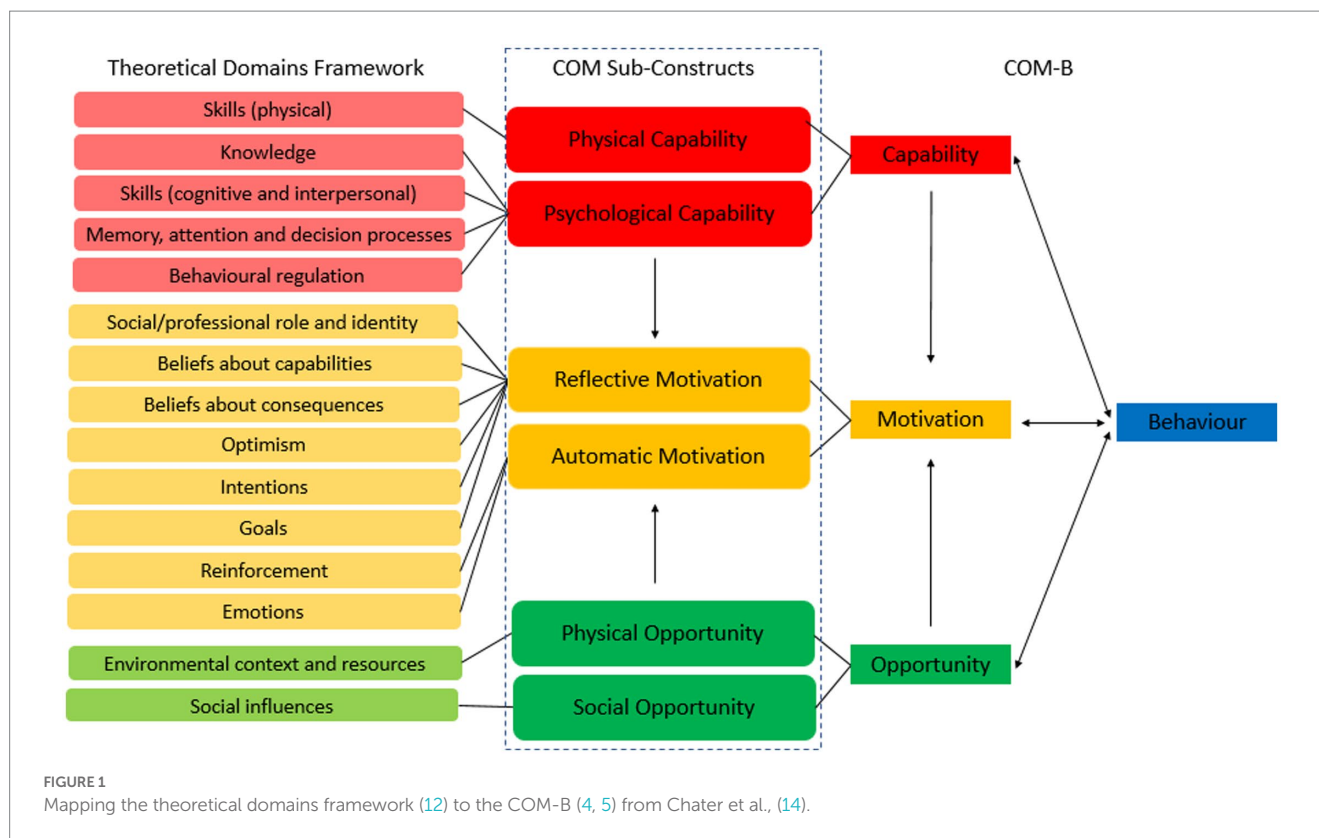 Theoretical Domains Framework
COM Sub-Constructs
COM-B
Skills (physical)
Knowledge
Skills (cognitive and interpersonal)
Memory, attention and decision processes
Behavioural regulation
Social/professional role and identity
Beliefs about capabilities
Beliefs about consequences
Optimism
Intentions
Goals
Reinforcement
Emotions
Environmental context and resources
Social influences
Physical Capability
Psychological Capability
Reflective Motivation
Automatic Motivation
Physical Opportunity
Social Opportunity
Capability
Motivation
Opportunity
Behaviour
FIGURE 1
Mapping the theoretical domains framework (12) to the COM-B (4, 5) from Chater et al., (14).